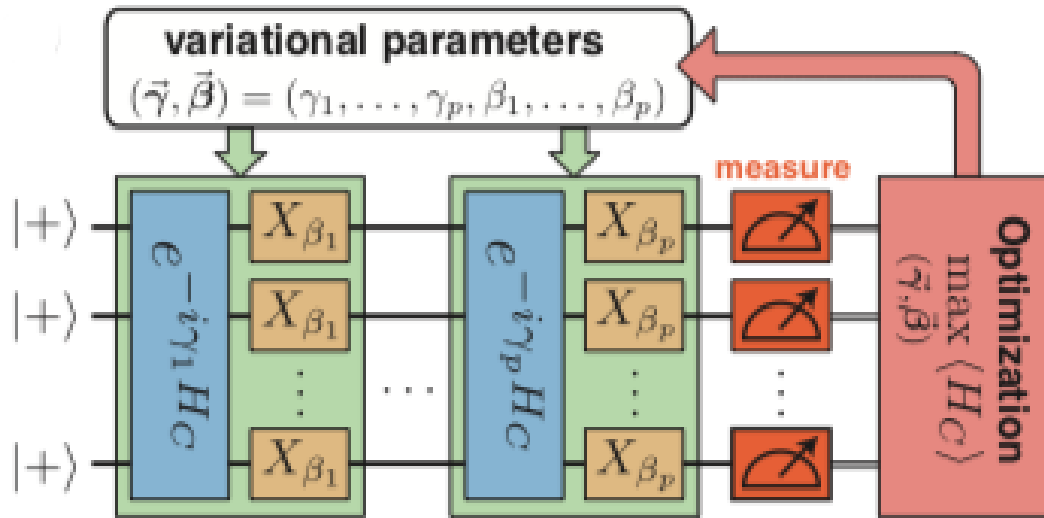 variational parameters
(γ⃗, β⃗) = (γ₁, . . . , γₚ, β₁, . . . , βₚ)
measure
|+⟩
|+⟩
|+⟩
e^{-iγ₁H_C}
X_{β₁}
X_{β₁}
⋮
X_{β₁}
· · ·
e^{-iγₚH_C}
X_{βₚ}
X_{βₚ}
⋮
X_{βₚ}
⋮
Optimization
max ⟨H_C⟩
(γ⃗,β⃗)